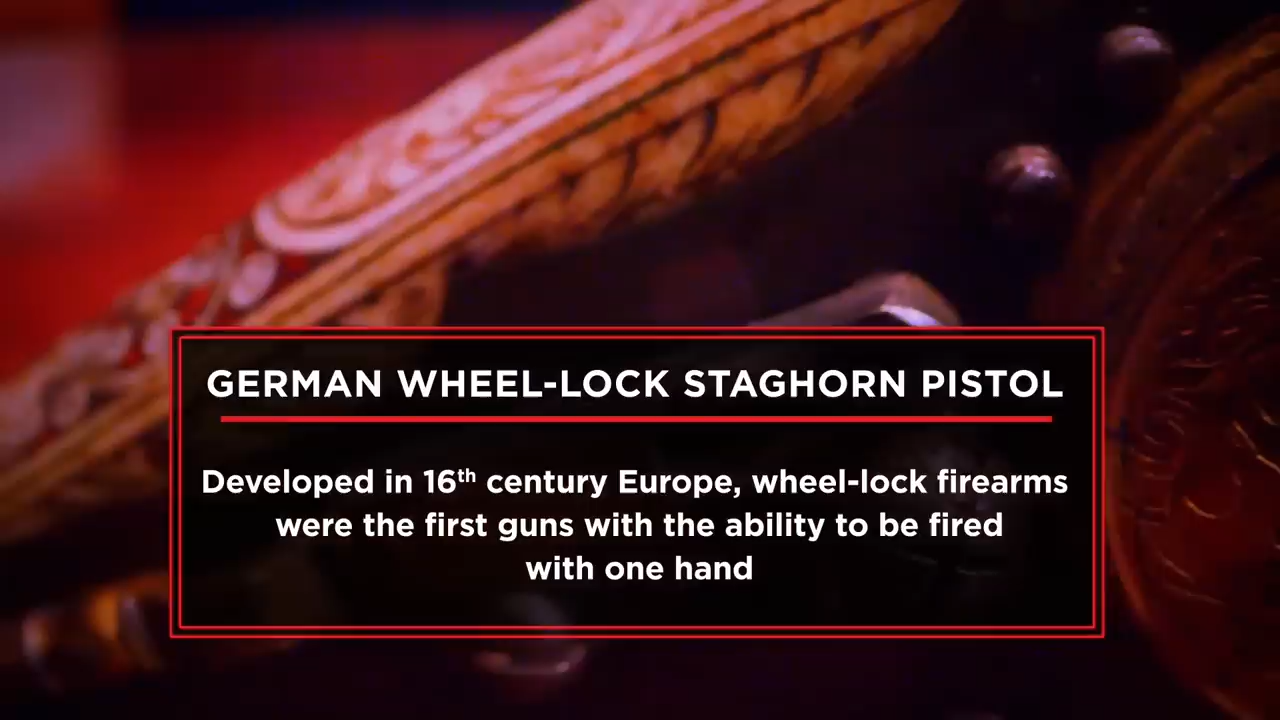 GERMAN WHEEL-LOCK STAGHORN PISTOL
Developed in 16th century Europe, wheel-lock firearms
were the first guns with the ability to be fired
with one hand